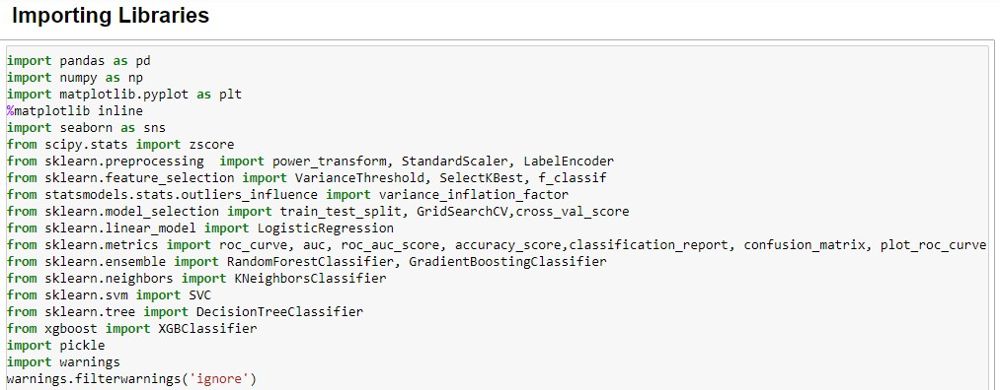 Importing Libraries
import pandas as pd
import numpy as np
import matplotlib.pyplot as plt
%matplotlib inline
import seaborn as sns
from scipy.stats import zscore
from sklearn.preprocessing  import power_transform, StandardScaler, LabelEncoder
from sklearn.feature_selection import VarianceThreshold, SelectKBest, f_classif
from statsmodels.stats.outliers_influence import variance_inflation_factor
from sklearn.model_selection import train_test_split, GridSearchCV,cross_val_score
from sklearn.linear_model import LogisticRegression
from sklearn.metrics import roc_curve, auc, roc_auc_score, accuracy_score,classification_report, confusion_matrix, plot_roc_curve
from sklearn.ensemble import RandomForestClassifier, GradientBoostingClassifier
from sklearn.neighbors import KNeighborsClassifier
from sklearn.svm import SVC
from sklearn.tree import DecisionTreeClassifier
from xgboost import XGBClassifier
import pickle
import warnings
warnings.filterwarnings('ignore')